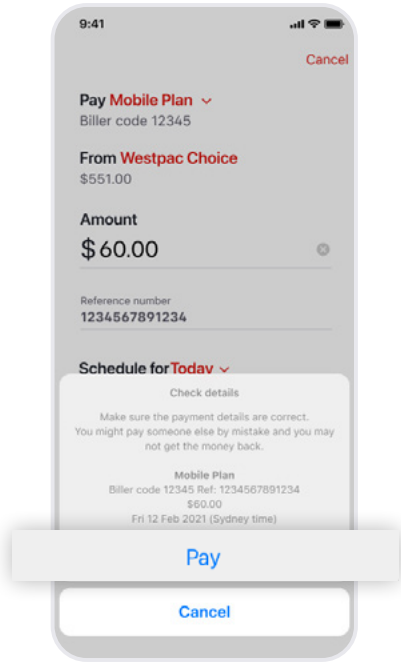 9:41
Cancel
Pay Mobile Plan
Biller code 12345
From Westpac Choice
$551.00
Amount
$60.00
Reference number
1234567891234
Schedule for Today
Check details
Make sure the payment details are correct.
You might pay someone else by mistake and you may
not get the money back.
Mobile Plan
Biller code 12345 Ref: 1234567891234
$60.00
Fri 12 Feb 2021 (Sydney time)
Pay
Cancel